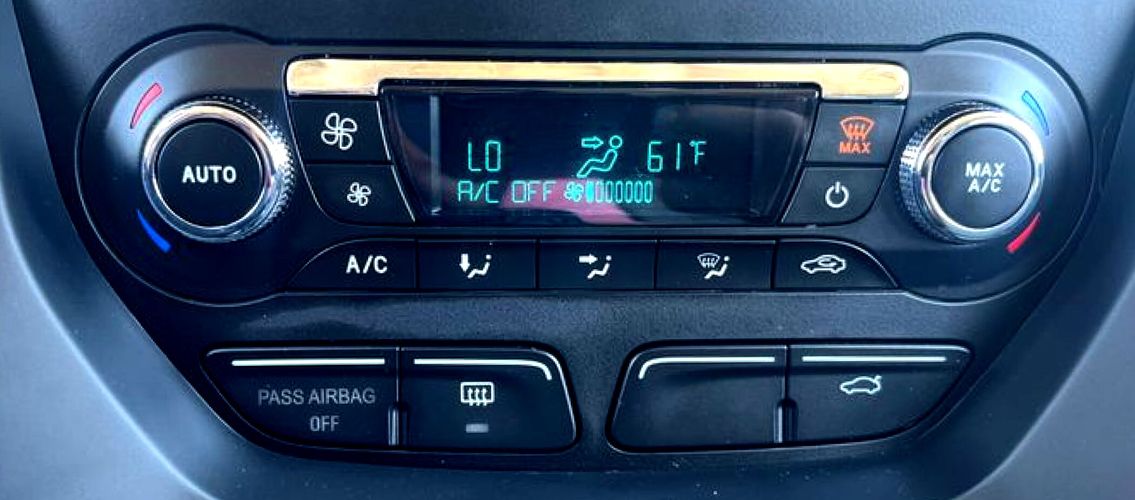 AUTO
LO 61°F
A/C OFF
MAX
MAX
A/C
A/C
PASS AIRBAG
OFF